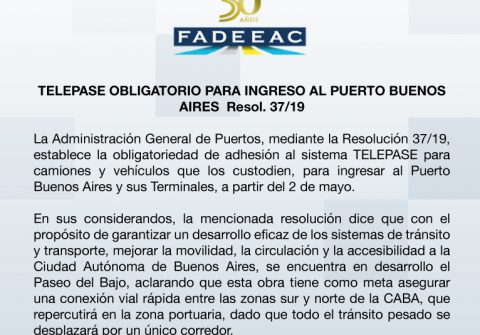 50
AÑOS
FADEEAC
TELEPASE OBLIGATORIO PARA INGRESO AL PUERTO BUENOS
AIRES Resol. 37/19
La Administración General de Puertos, mediante la Resolución 37/19,
establece la obligatoriedad de adhesión al sistema TELEPASE para
camiones y vehículos que los custodien, para ingresar al Puerto
Buenos Aires y sus Terminales, a partir del 2 de mayo.
En sus considerandos, la mencionada resolución dice que con el
propósito de garantizar un desarrollo eficaz de los sistemas de tránsito
y transporte, mejorar la movilidad, la circulación y la accesibilidad a la
Ciudad Autónoma de Buenos Aires, se encuentra en desarrollo el
Paseo del Bajo, aclarando que esta obra tiene como meta asegurar
una conexión vial rápida entre las zonas sur y norte de la CABA, que
repercutirá en la zona portuaria, dado que todo el tránsito pesado se
desplazará por un único corredor.